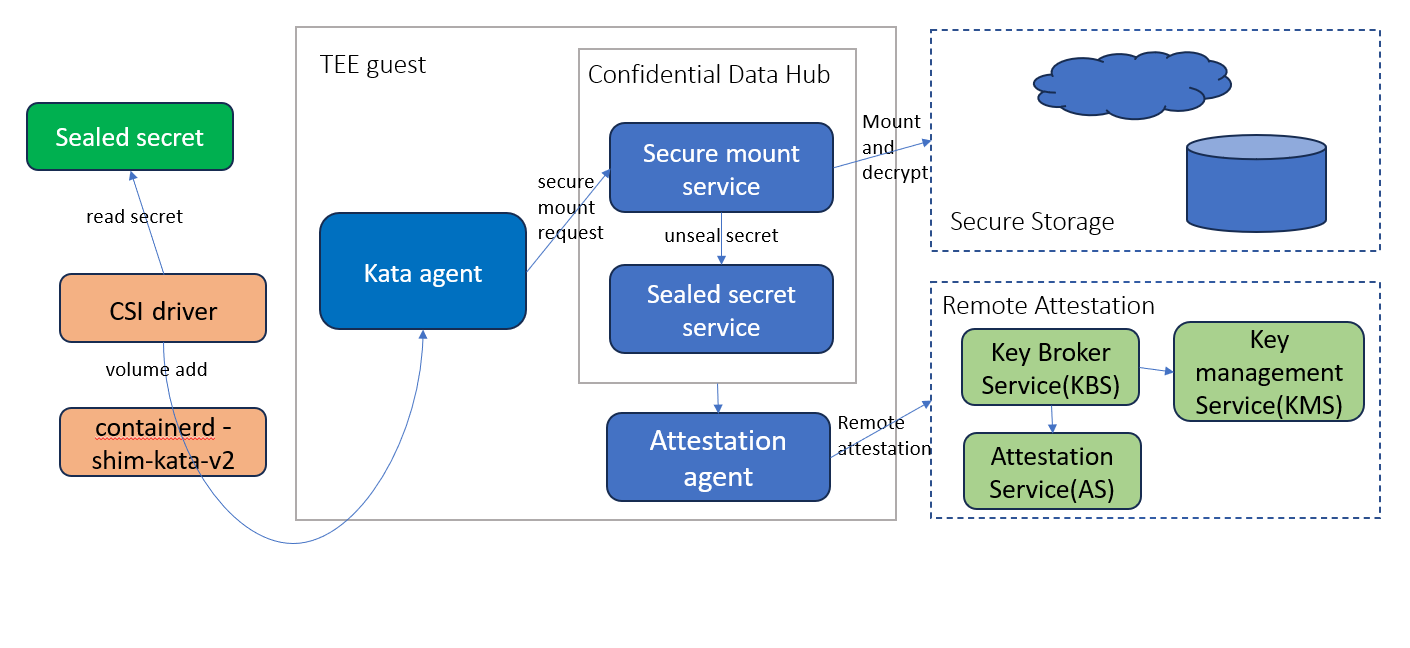 TEE guest
Confidential Data Hub
Sealed secret
read secret
CSI driver
volume add
containerd -
shim-kata-v2
Kata agent
secure
mount
request
Secure mount
service
unseal secret
Sealed secret
service
Attestation
agent
Mount
and
decrypt
Secure Storage
Remote
attestation
Remote Attestation
Key Broker
Service(KBS)
Key
management
Service(KMS)
Attestation
Service(AS)